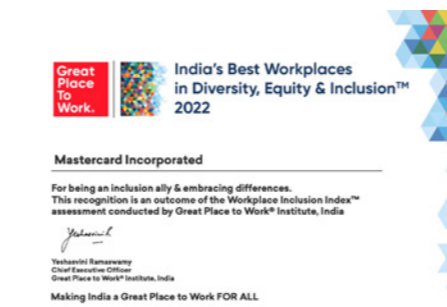 Great
Place
To
Work.
India's Best Workplaces
in Diversity, Equity & Inclusion™
2022
Mastercard Incorporated
For being an inclusion ally & embracing differences.
This recognition is an outcome of the Workplace Inclusion Index™
assessment conducted by Great Place to Work® Institute, India
Yeshasvini R
Yeshasvini Ramaswamy
Chief Executive Officer
Great Place to Work® Institute, India
Making India a Great Place to Work FOR ALL